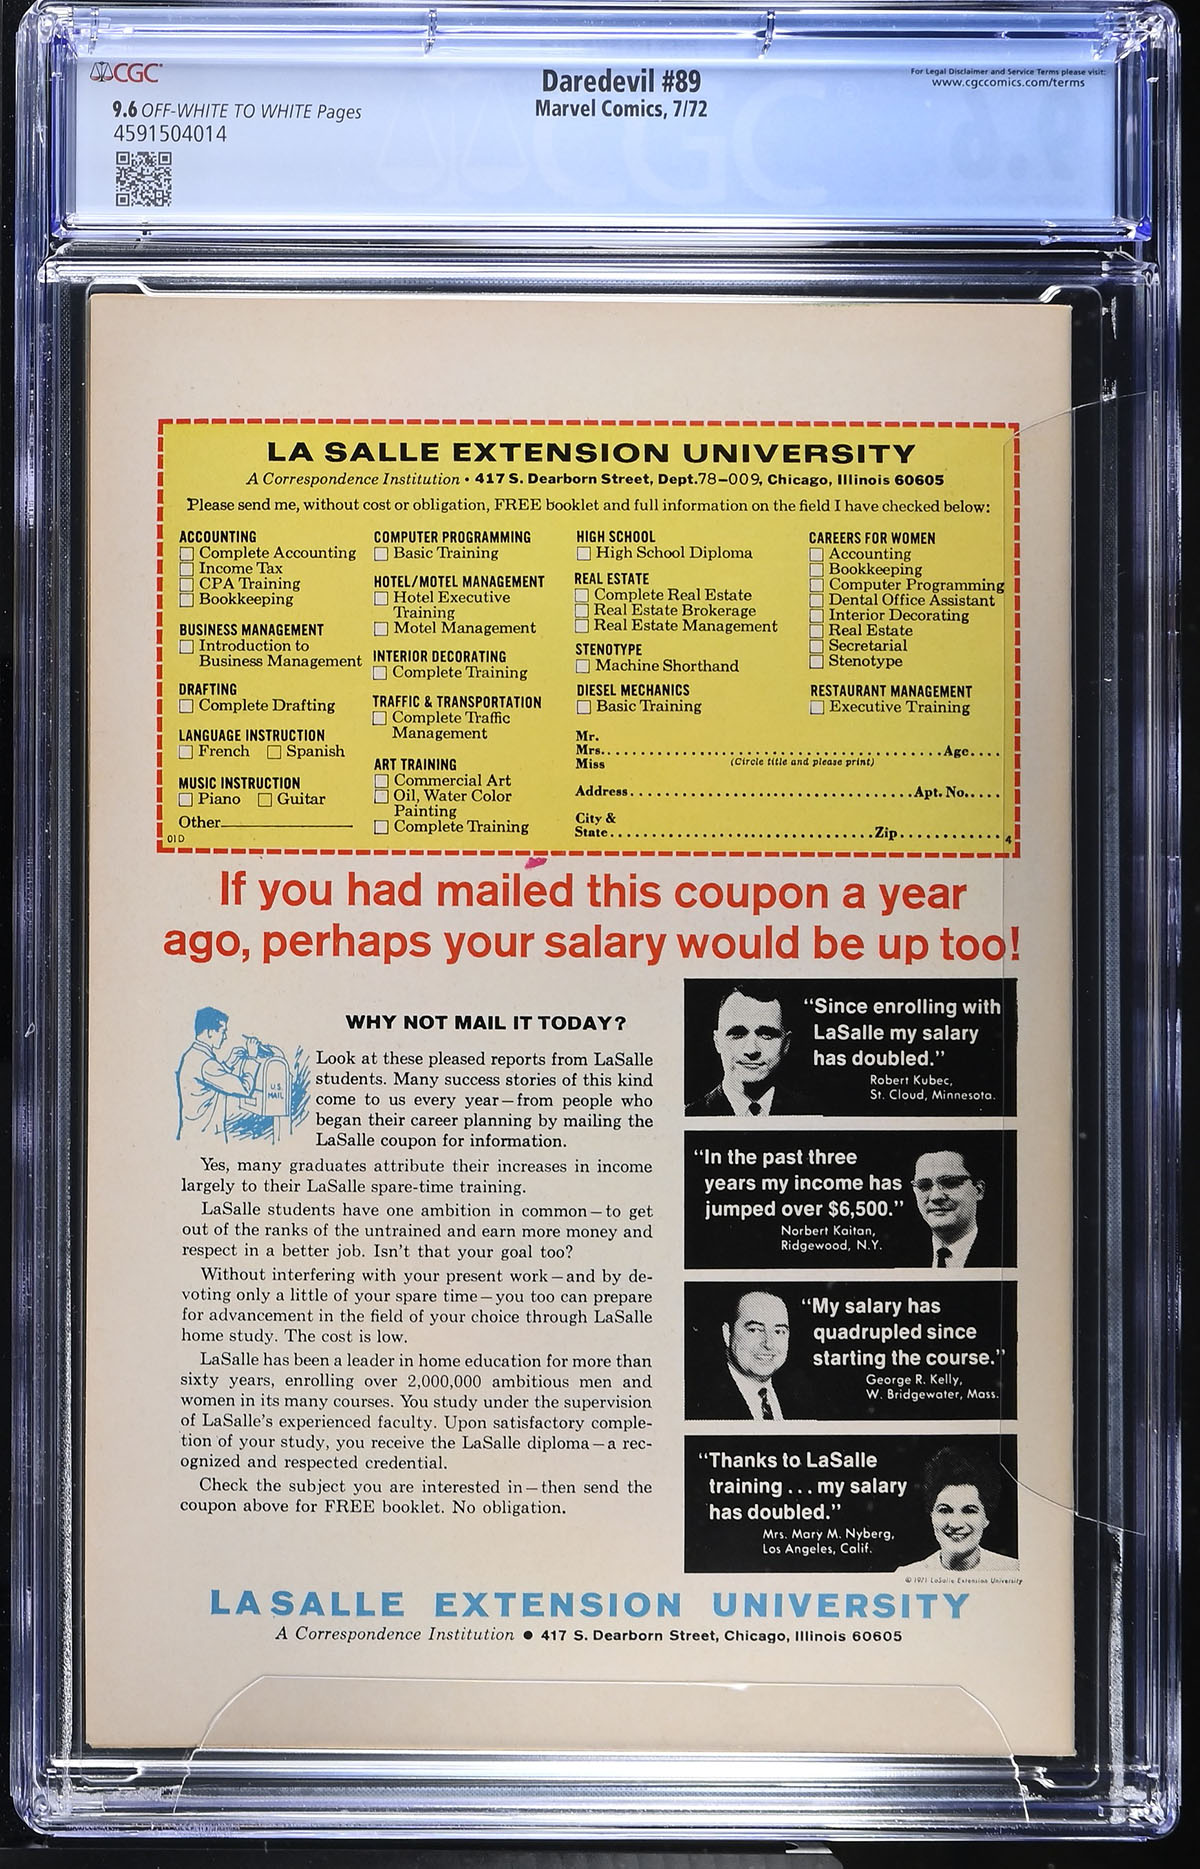 CGC
9.6 OFF-WHITE TO WHITE Pages
4591504014
Daredevil #89
Marvel Comics, 7/72
For Legal Disclaimer and Service Terms please visit:
www.cgccomics.com/terms
LA SALLE EXTENSION UNIVERSITY
A Correspondence Institution • 417 S. Dearborn Street, Dept.78-009, Chicago, Illinois 60605
Please send me, without cost or obligation, FREE booklet and full information on the field I have checked below:
ACCOUNTING
Complete Accounting
Income Tax
CPA Training
Bookkeeping
BUSINESS MANAGEMENT
Introduction to
Business Management
DRAFTING
Complete Drafting
LANGUAGE INSTRUCTION
French Spanish
MUSIC INSTRUCTION
Piano Guitar
Other
01D
COMPUTER PROGRAMMING
Basic Training
HOTEL/MOTEL MANAGEMENT
Hotel Executive
Training
Motel Management
INTERIOR DECORATING
Complete Training
TRAFFIC & TRANSPORTATION
Complete Traffic
Management
ART TRAINING
Commercial Art
Oil, Water Color
Painting
Complete Training
HIGH SCHOOL
High School Diploma
REAL ESTATE
Complete Real Estate
Real Estate Brokerage
Real Estate Management
STENOTYPE
Machine Shorthand
DIESEL MECHANICS
Basic Training
CAREERS FOR WOMEN
Accounting
Bookkeeping
Computer Programming
Dental Office Assistant
Interior Decorating
Real Estate
Secretarial
Stenotype
RESTAURANT MANAGEMENT
Executive Training
Mr.
Mrs. Age
Miss (Circle title and please print)
Address Apt. No.
City &
State Zip
4
If you had mailed this coupon a year
ago, perhaps your salary would be up too!
U.S.
MAIL
WHY NOT MAIL IT TODAY?
Look at these pleased reports from LaSalle
students. Many success stories of this kind
come to us every year—from people who
began their career planning by mailing the
LaSalle coupon for information.
Yes, many graduates attribute their increases in income
largely to their LaSalle spare-time training.
LaSalle students have one ambition in common—to get
out of the ranks of the untrained and earn more money and
respect in a better job. Isn't that your goal too?
Without interfering with your present work—and by de-
voting only a little of your spare time—you too can prepare
for advancement in the field of your choice through LaSalle
home study. The cost is low.
LaSalle has been a leader in home education for more than
sixty years, enrolling over 2,000,000 ambitious men and
women in its many courses. You study under the supervision
of LaSalle's experienced faculty. Upon satisfactory comple-
tion of your study, you receive the LaSalle diploma—a rec-
ognized and respected credential.
Check the subject you are interested in—then send the
coupon above for FREE booklet. No obligation.
"Since enrolling with
LaSalle my salary
has doubled."
Robert Kubec,
St. Cloud, Minnesota.
"In the past three
years my income has
jumped over $6,500."
Norbert Kaitan,
Ridgewood, N.Y.
"My salary has
quadrupled since
starting the course."
George R. Kelly,
W. Bridgewater, Mass.
"Thanks to LaSalle
training . . . my salary
has doubled."
Mrs. Mary M. Nyberg,
Los Angeles, Calif.
© 1971 LaSalle Extension University
LASALLE EXTENSION UNIVERSITY
A Correspondence Institution • 417 S. Dearborn Street, Chicago, Illinois 60605